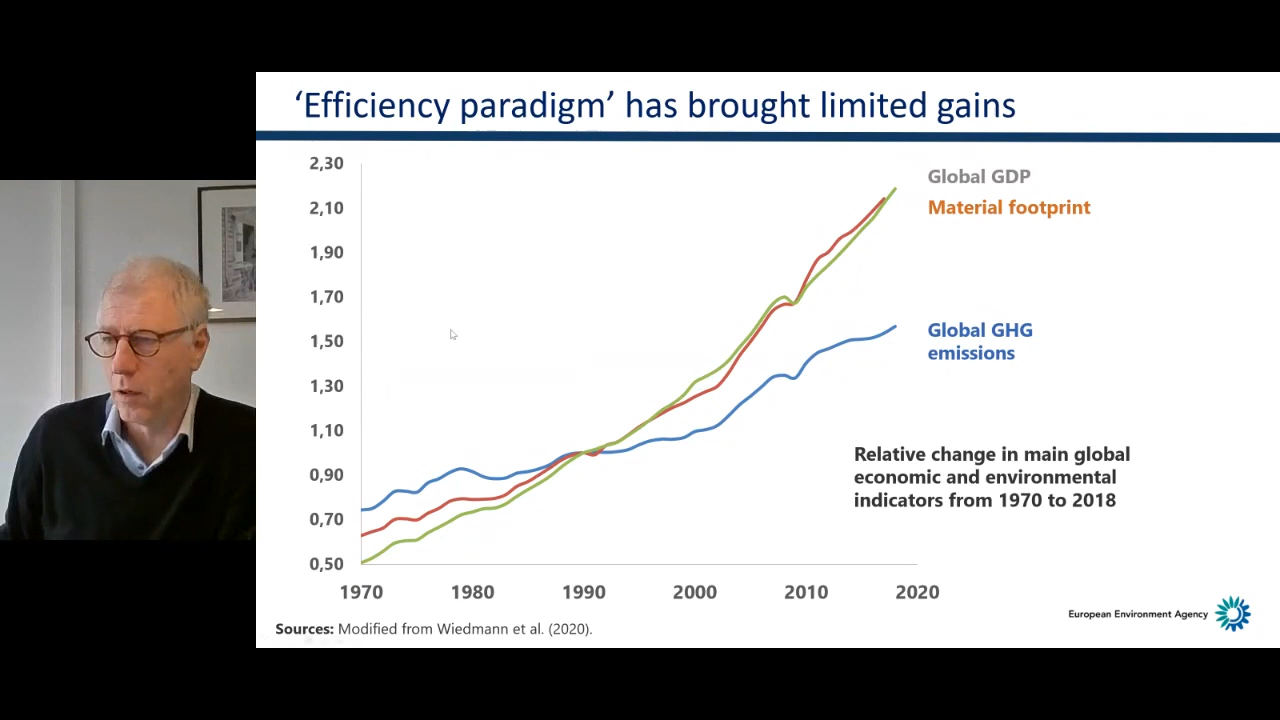 ‘Efficiency paradigm’ has brought limited gains
2,30
2,10
1,90
1,70
1,50
1,30
1,10
0,90
0,70
0,50
1970 1980 1990 2000 2010 2020
Global GDP
Material footprint
Global GHG
emissions
Relative change in main global
economic and environmental
indicators from 1970 to 2018
Sources: Modified from Wiedmann et al. (2020).
European Environment Agency